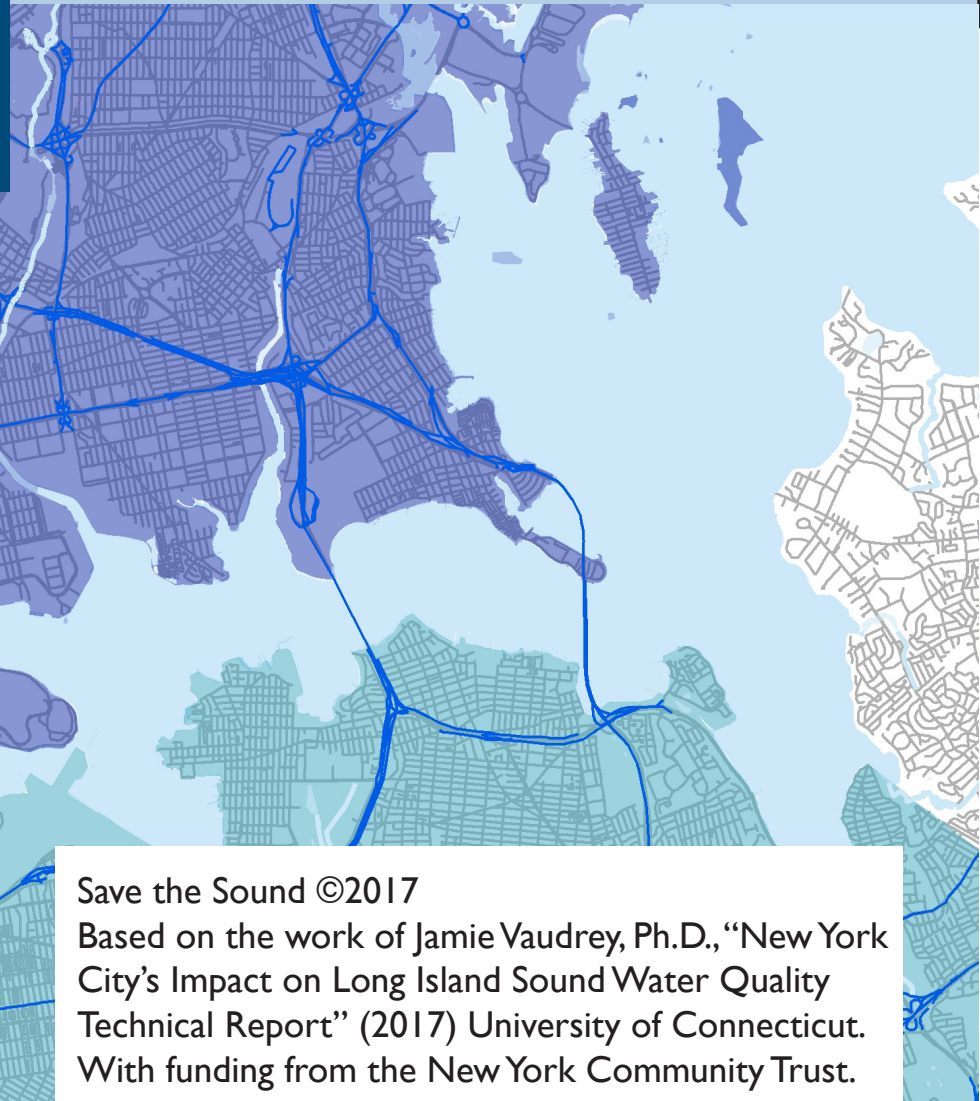 Save the Sound ©2017
Based on the work of Jamie Vaudrey, Ph.D., “New York
City’s Impact on Long Island Sound Water Quality
Technical Report” (2017) University of Connecticut.
With funding from the New York Community Trust.